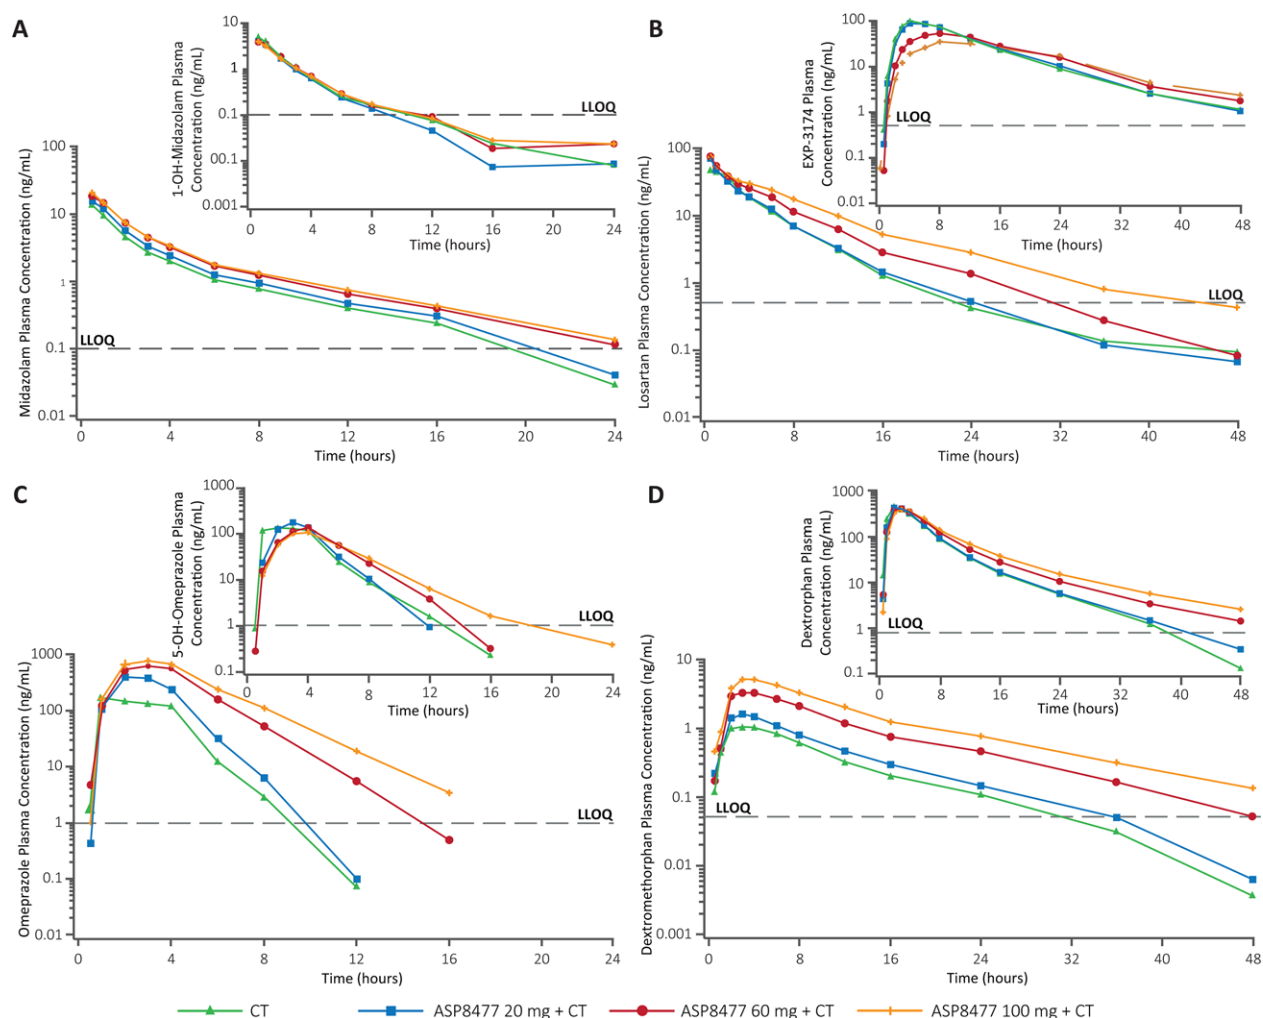 A
1-OH-Midazolam Plasma
Concentration (ng/mL)
10
1
0.1
00.1
0.001
LLOQ
0
4
8
12
16
20
24
Time (hours)
Midazolam Plasma Concentration (ng/mL)
100
10
1
0.1
0.01
LLOQ
0
4
8
12
16
20
24
Time (hours)
B
EXP-3174 Plasma
Concentration (ng/mL)
100
10
1
0.1
0.01
LLOQ
0
8
16
24
32
40
48
Time (hours)
Losartan Plasma Concentration (ng/mL)
100
10
1
0.1
0.01
LLOQ
0
8
16
24
32
40
48
Time (hours)
C
5-OH-Omeprazole Plasma
Concentration (ng/mL)
1000
100
10
1
0.1
LLOQ
0
4
8
12
16
24
Time (hours)
Omeprazole Plasma Concentration (ng/mL)
1000
100
10
1
0.1
0.01
LLOQ
0
4
8
12
16
20
24
Time (hours)
D
Dextrorphan Plasma
Concentration (ng/mL)
1000
100
10
1
0.1
LLOQ
0
8
16
24
32
40
48
Time (hours)
Dextromethorphan Plasma Concentration (ng/mL)
10
1
0.1
0.01
0.001
LLOQ
0
8
16
24
32
40
48
Time (hours)
CT
ASP8477 20 mg + CT
ASP8477 60 mg + CT
ASP8477 100 mg + CT